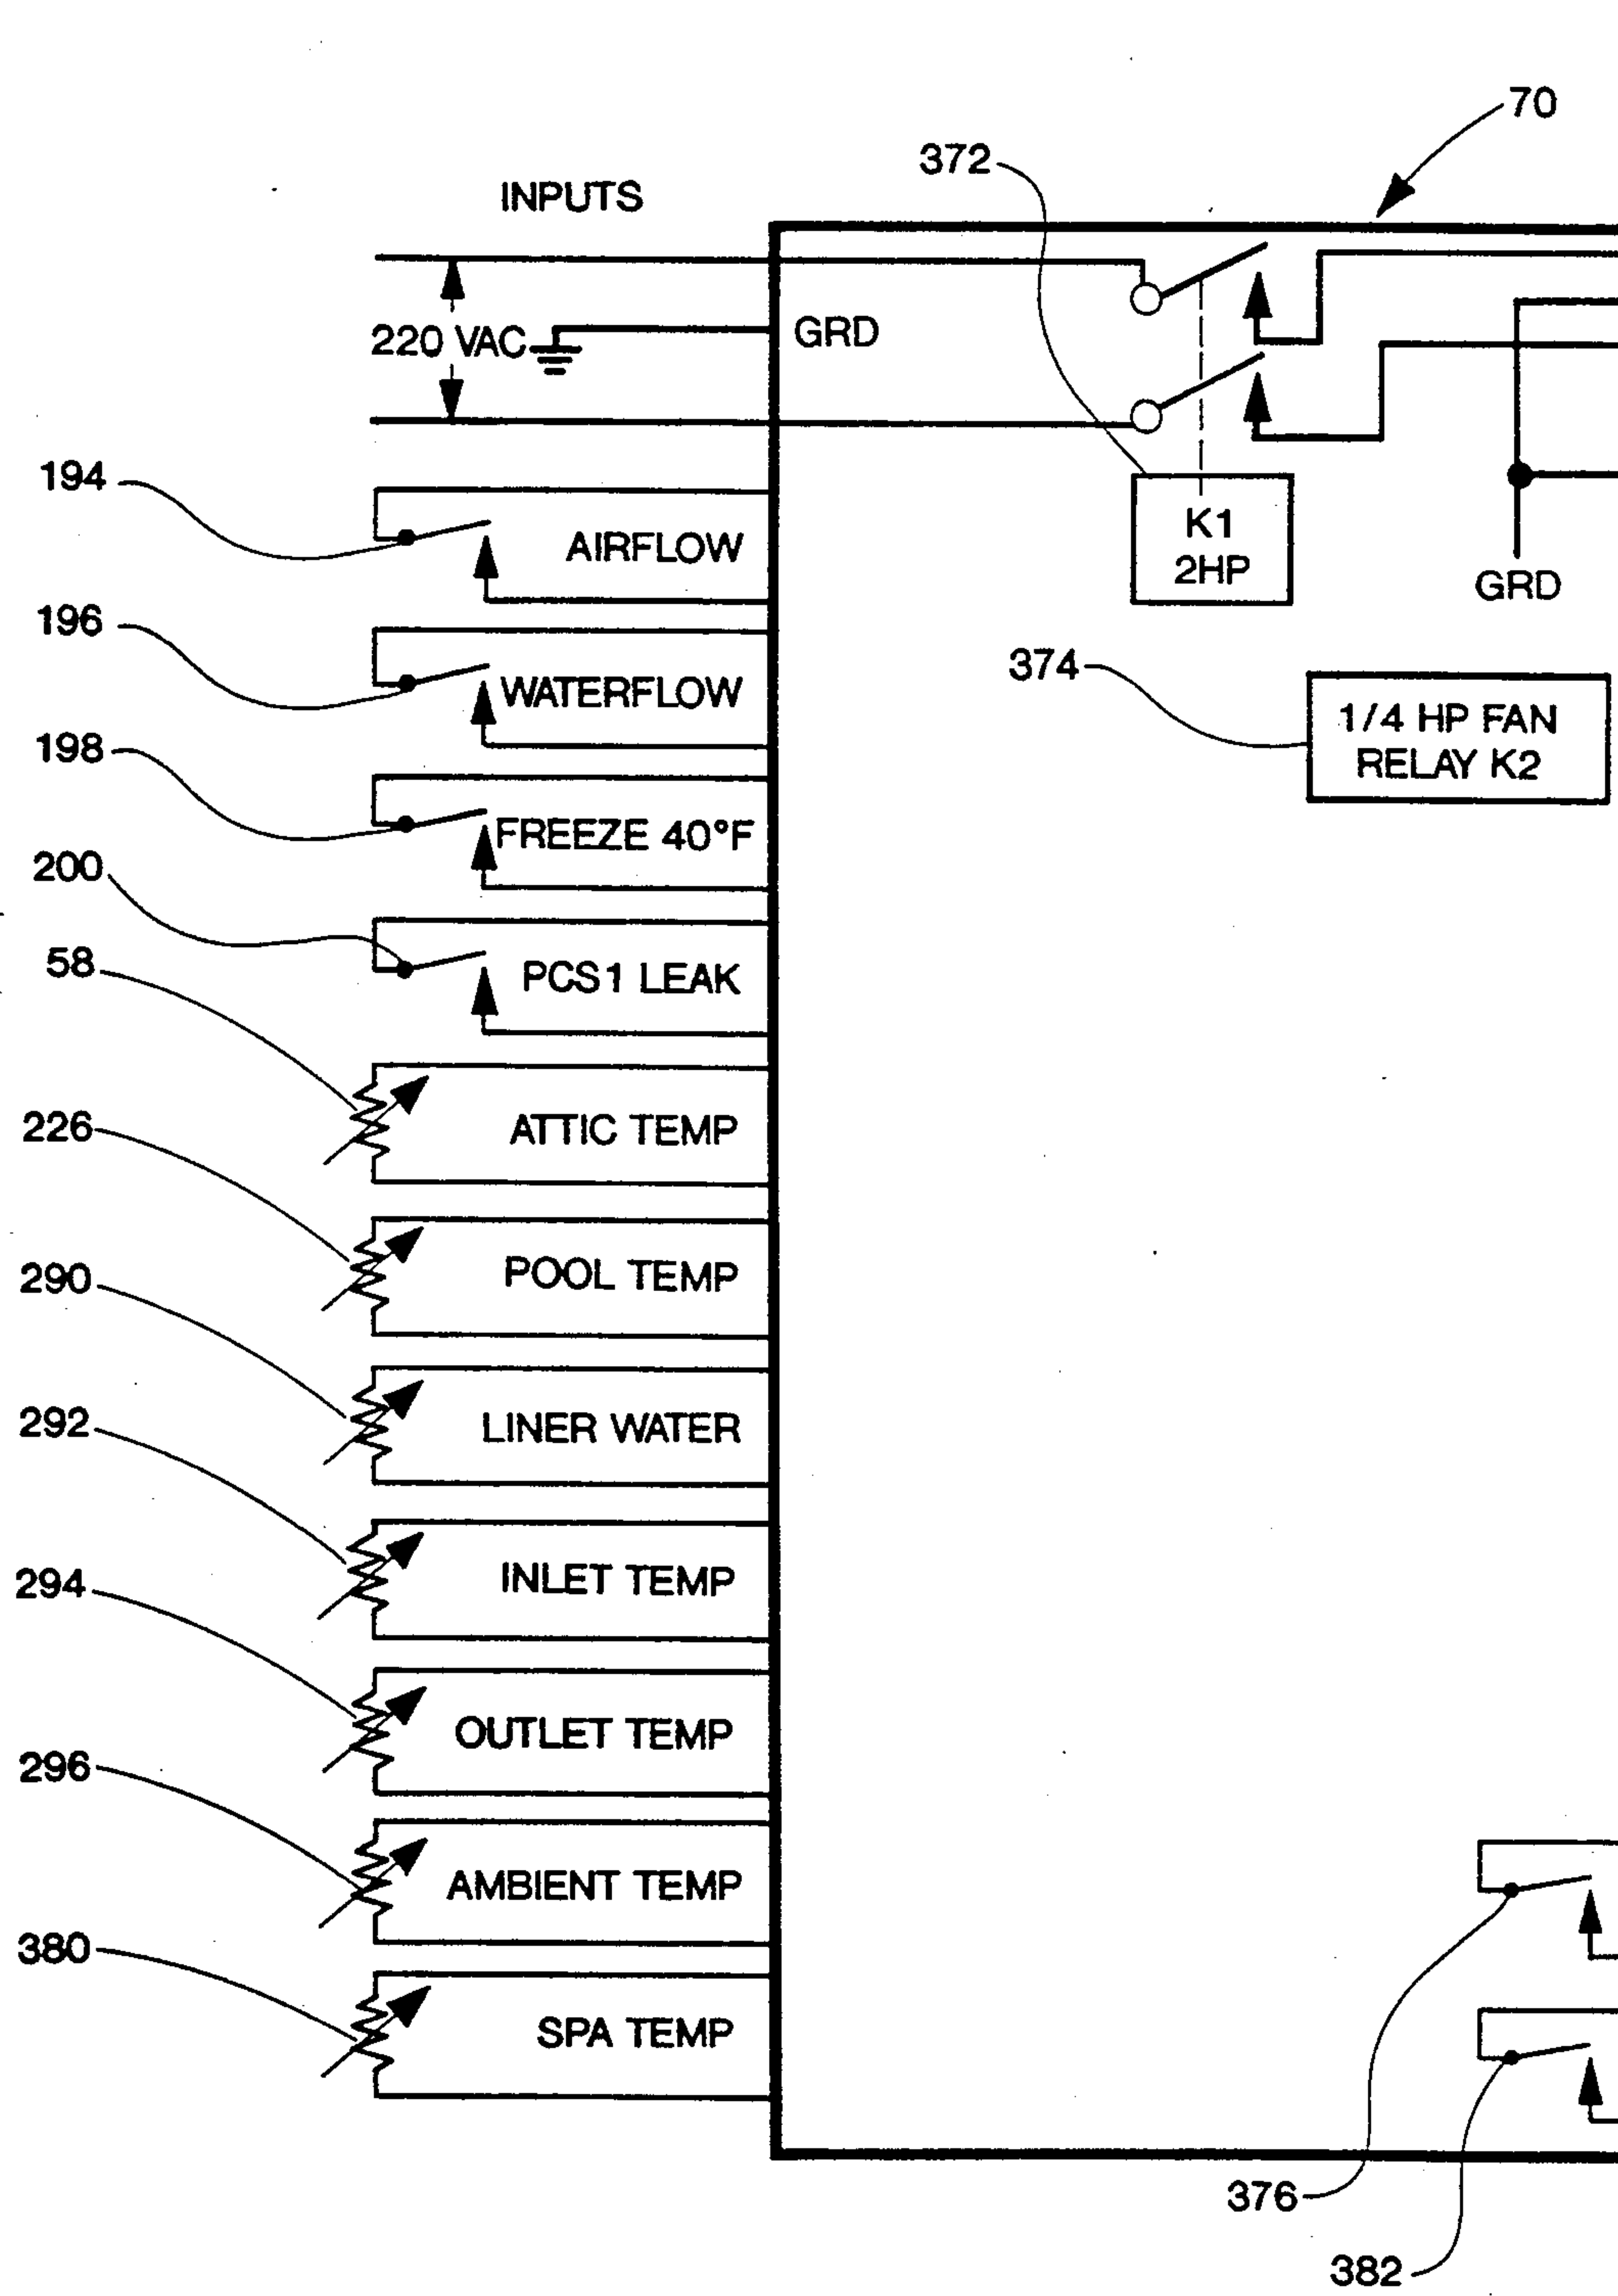 70
372
INPUTS
220 VAC
GRD
194
AIRFLOW
K1
2HP
GRD
196
WATERFLOW
374
1/4 HP FAN
RELAY K2
198
FREEZE 40°F
200
PCS1 LEAK
58
ATTIC TEMP
226
POOL TEMP
290
LINER WATER
292
INLET TEMP
294
OUTLET TEMP
296
AMBIENT TEMP
380
SPA TEMP
376
382